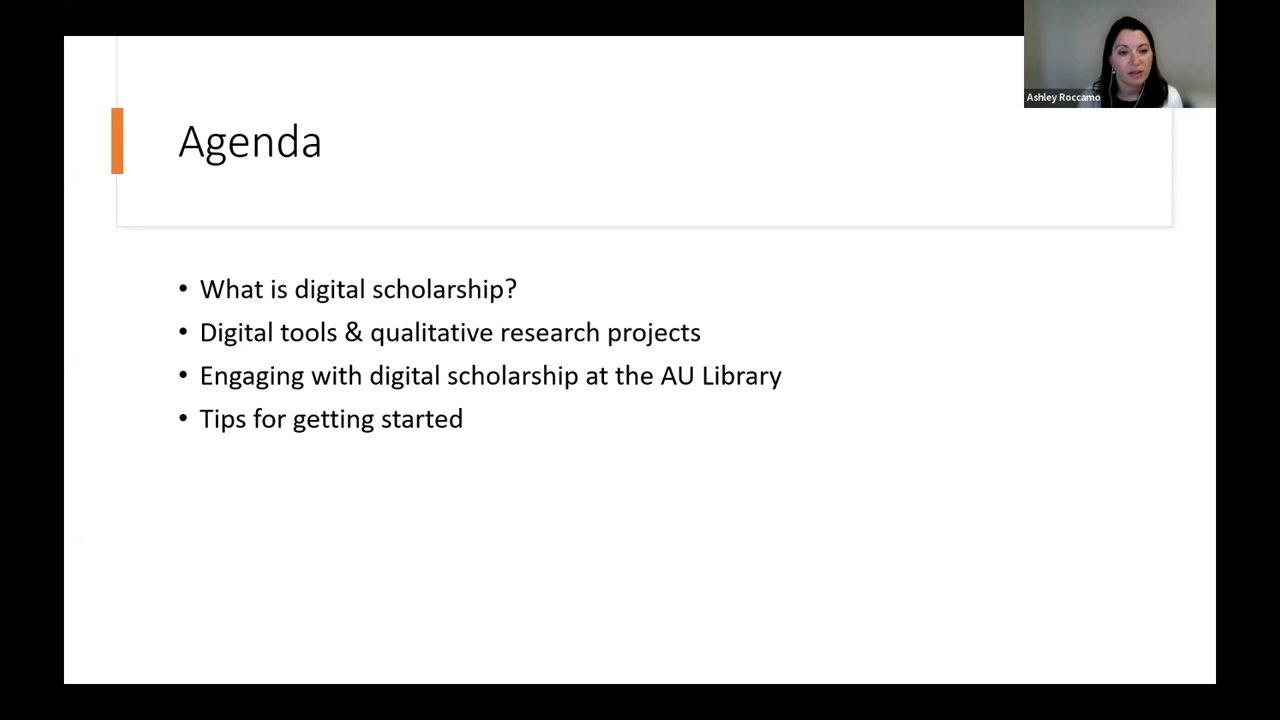 Ashley Roccamo
Agenda
• What is digital scholarship?
• Digital tools & qualitative research projects
• Engaging with digital scholarship at the AU Library
• Tips for getting started